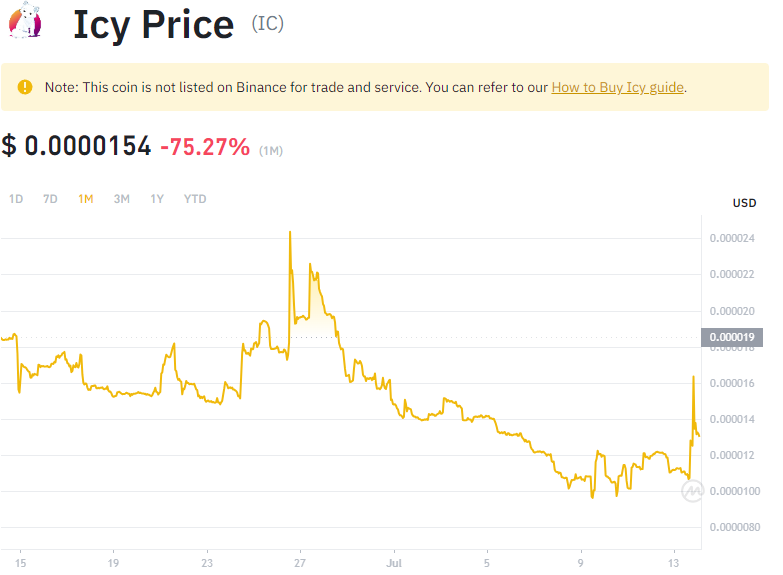 Icy Price (IC)
Note: This coin is not listed on Binance for trade and service. You can refer to our How to Buy Icy guide.
$ 0.0000154 -75.27% (1M)
1D 7D 1M 3M 1Y YTD
USD
0.000024
0.000022
0.000020
0.000019
0.000018
0.000016
0.000014
0.000012
0.0000100
0.0000080
15 19 23 27 Jul 5 9 13